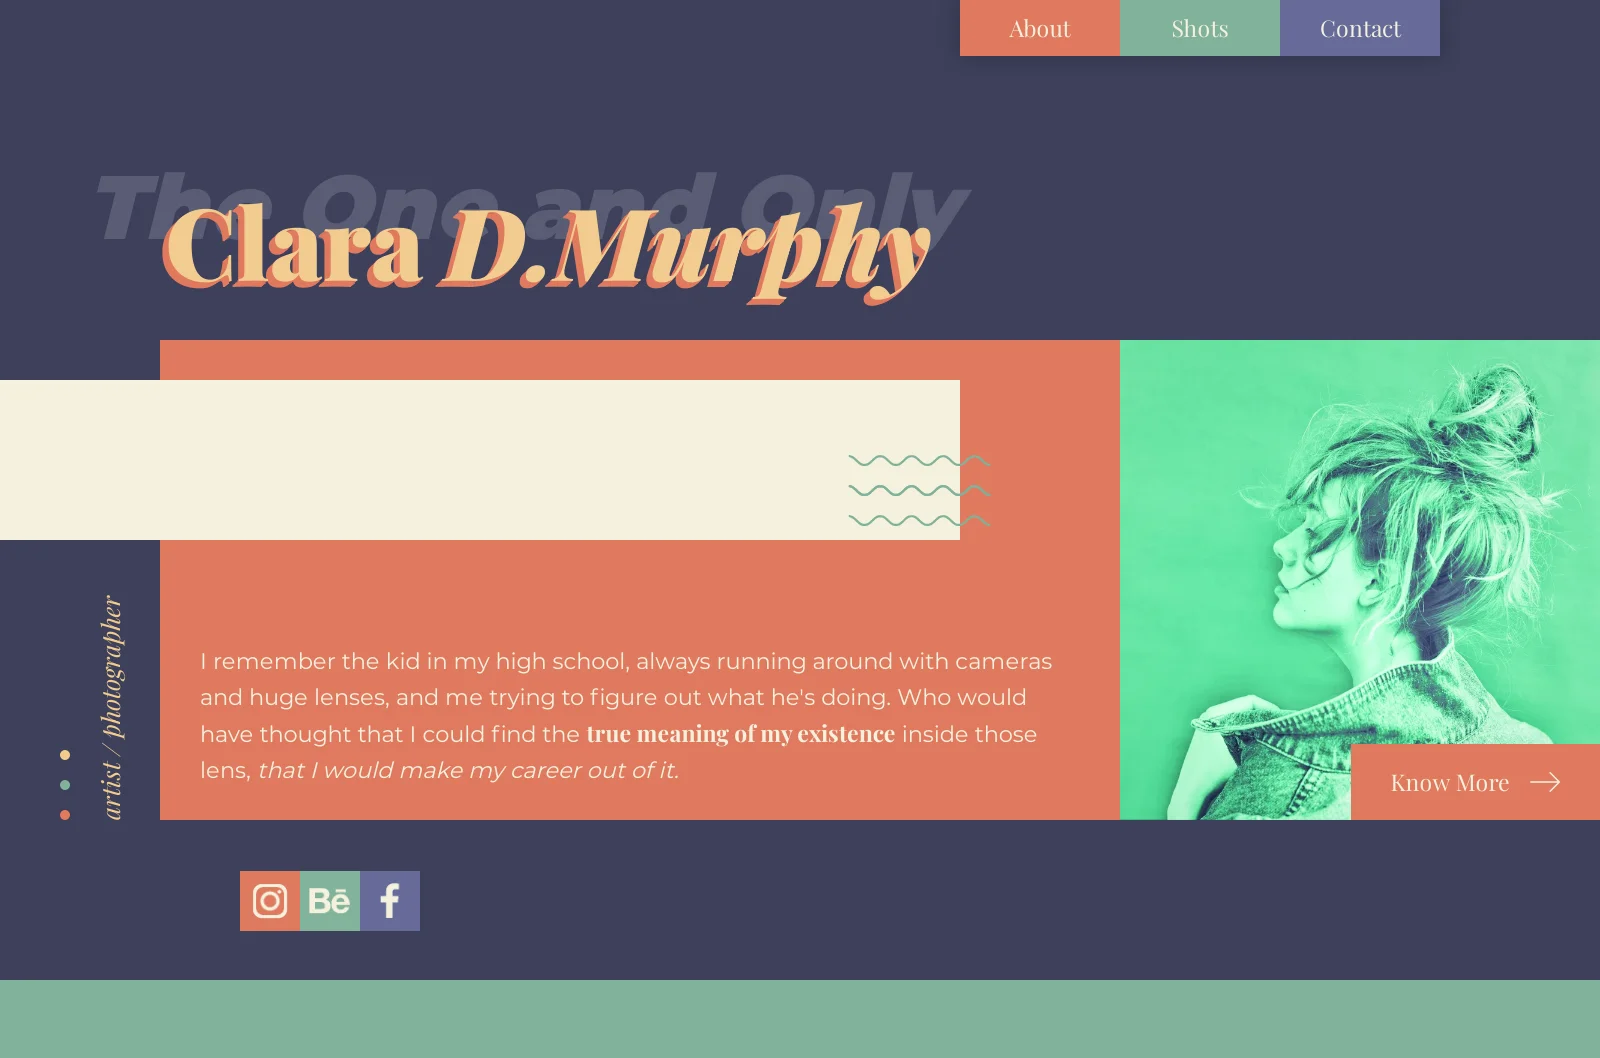 About
Shots
Contact
The One and Only
Clara D.Murphy
I remember the kid in my high school, always running around with cameras
and huge lenses, and me trying to figure out what he's doing. Who would
have thought that I could find the true meaning of my existence inside those
lens, that I would make my career out of it.
artist / photographer
Know More
Bē